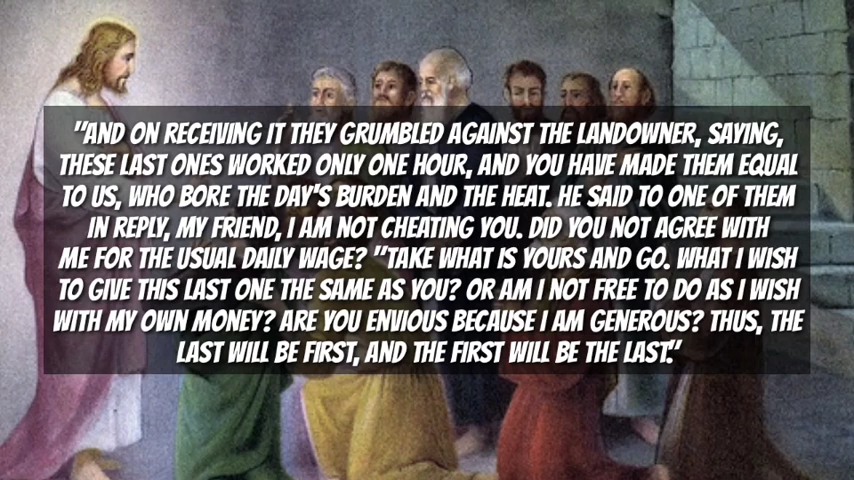 "AND ON RECEIVING IT THEY GRUMBLED AGAINST THE LANDOWNER, SAYING,
THESE LAST ONES WORKED ONLY ONE HOUR, AND YOU HAVE MADE THEM EQUAL
TO US, WHO BORE THE DAY'S BURDEN AND THE HEAT. HE SAID TO ONE OF THEM
IN REPLY, MY FRIEND, I AM NOT CHEATING YOU. DID YOU NOT AGREE WITH
ME FOR THE USUAL DAILY WAGE? "TAKE WHAT IS YOURS AND GO. WHAT I WISH
TO GIVE THIS LAST ONE THE SAME AS YOU? OR AM I NOT FREE TO DO AS I WISH
WITH MY OWN MONEY? ARE YOU ENVIOUS BECAUSE I AM GENEROUS? THUS, THE
LAST WILL BE FIRST, AND THE FIRST WILL BE THE LAST."